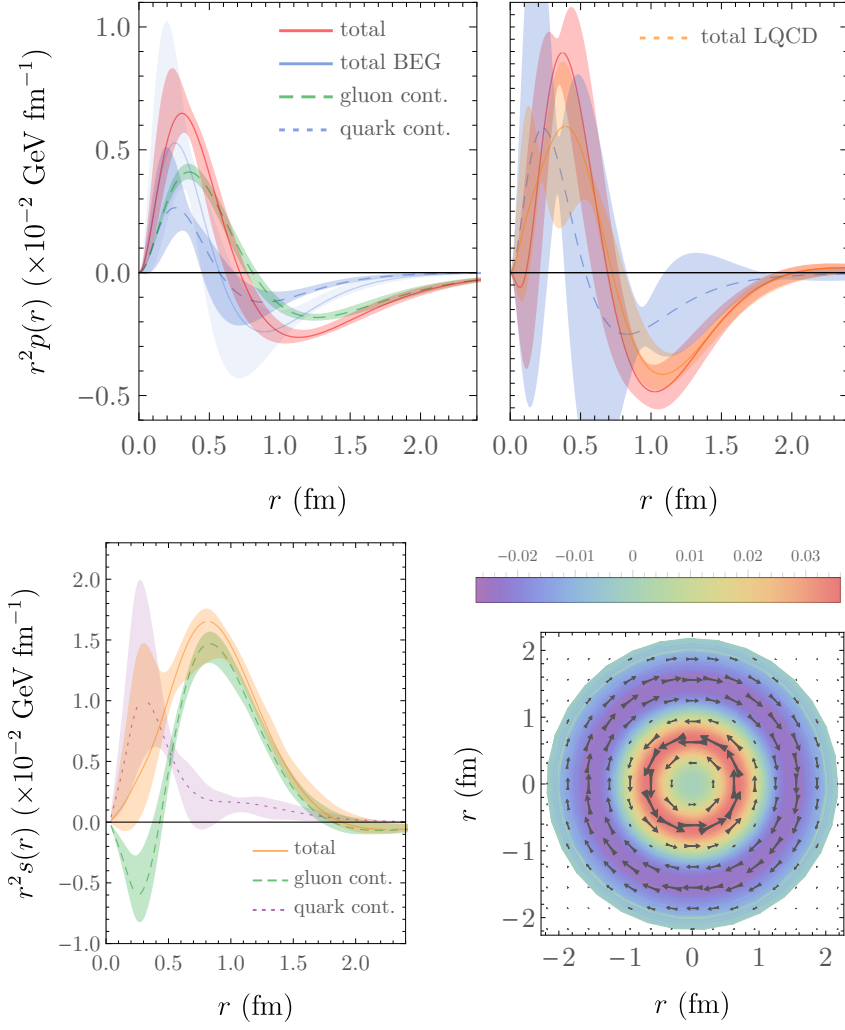 total
total BEG
gluon cont.
quark cont.
total LQCD
1.0
0.5
0.0
−0.5
r²p(r) (×10⁻² GeV fm⁻¹)
0.0 0.5 1.0 1.5 2.0
0.0 1.0 2.0
r (fm)
r (fm)
2.0
1.5
1.0
0.5
0.0
−0.5
−1.0
r²s(r) (×10⁻² GeV fm⁻¹)
total
gluon cont.
quark cont.
0.0 0.5 1.0 1.5 2.0
r (fm)
−0.02 −0.01 0 0.01 0.02 0.03
2
1
0
−1
−2
r (fm)
−2 −1 0 1 2
r (fm)